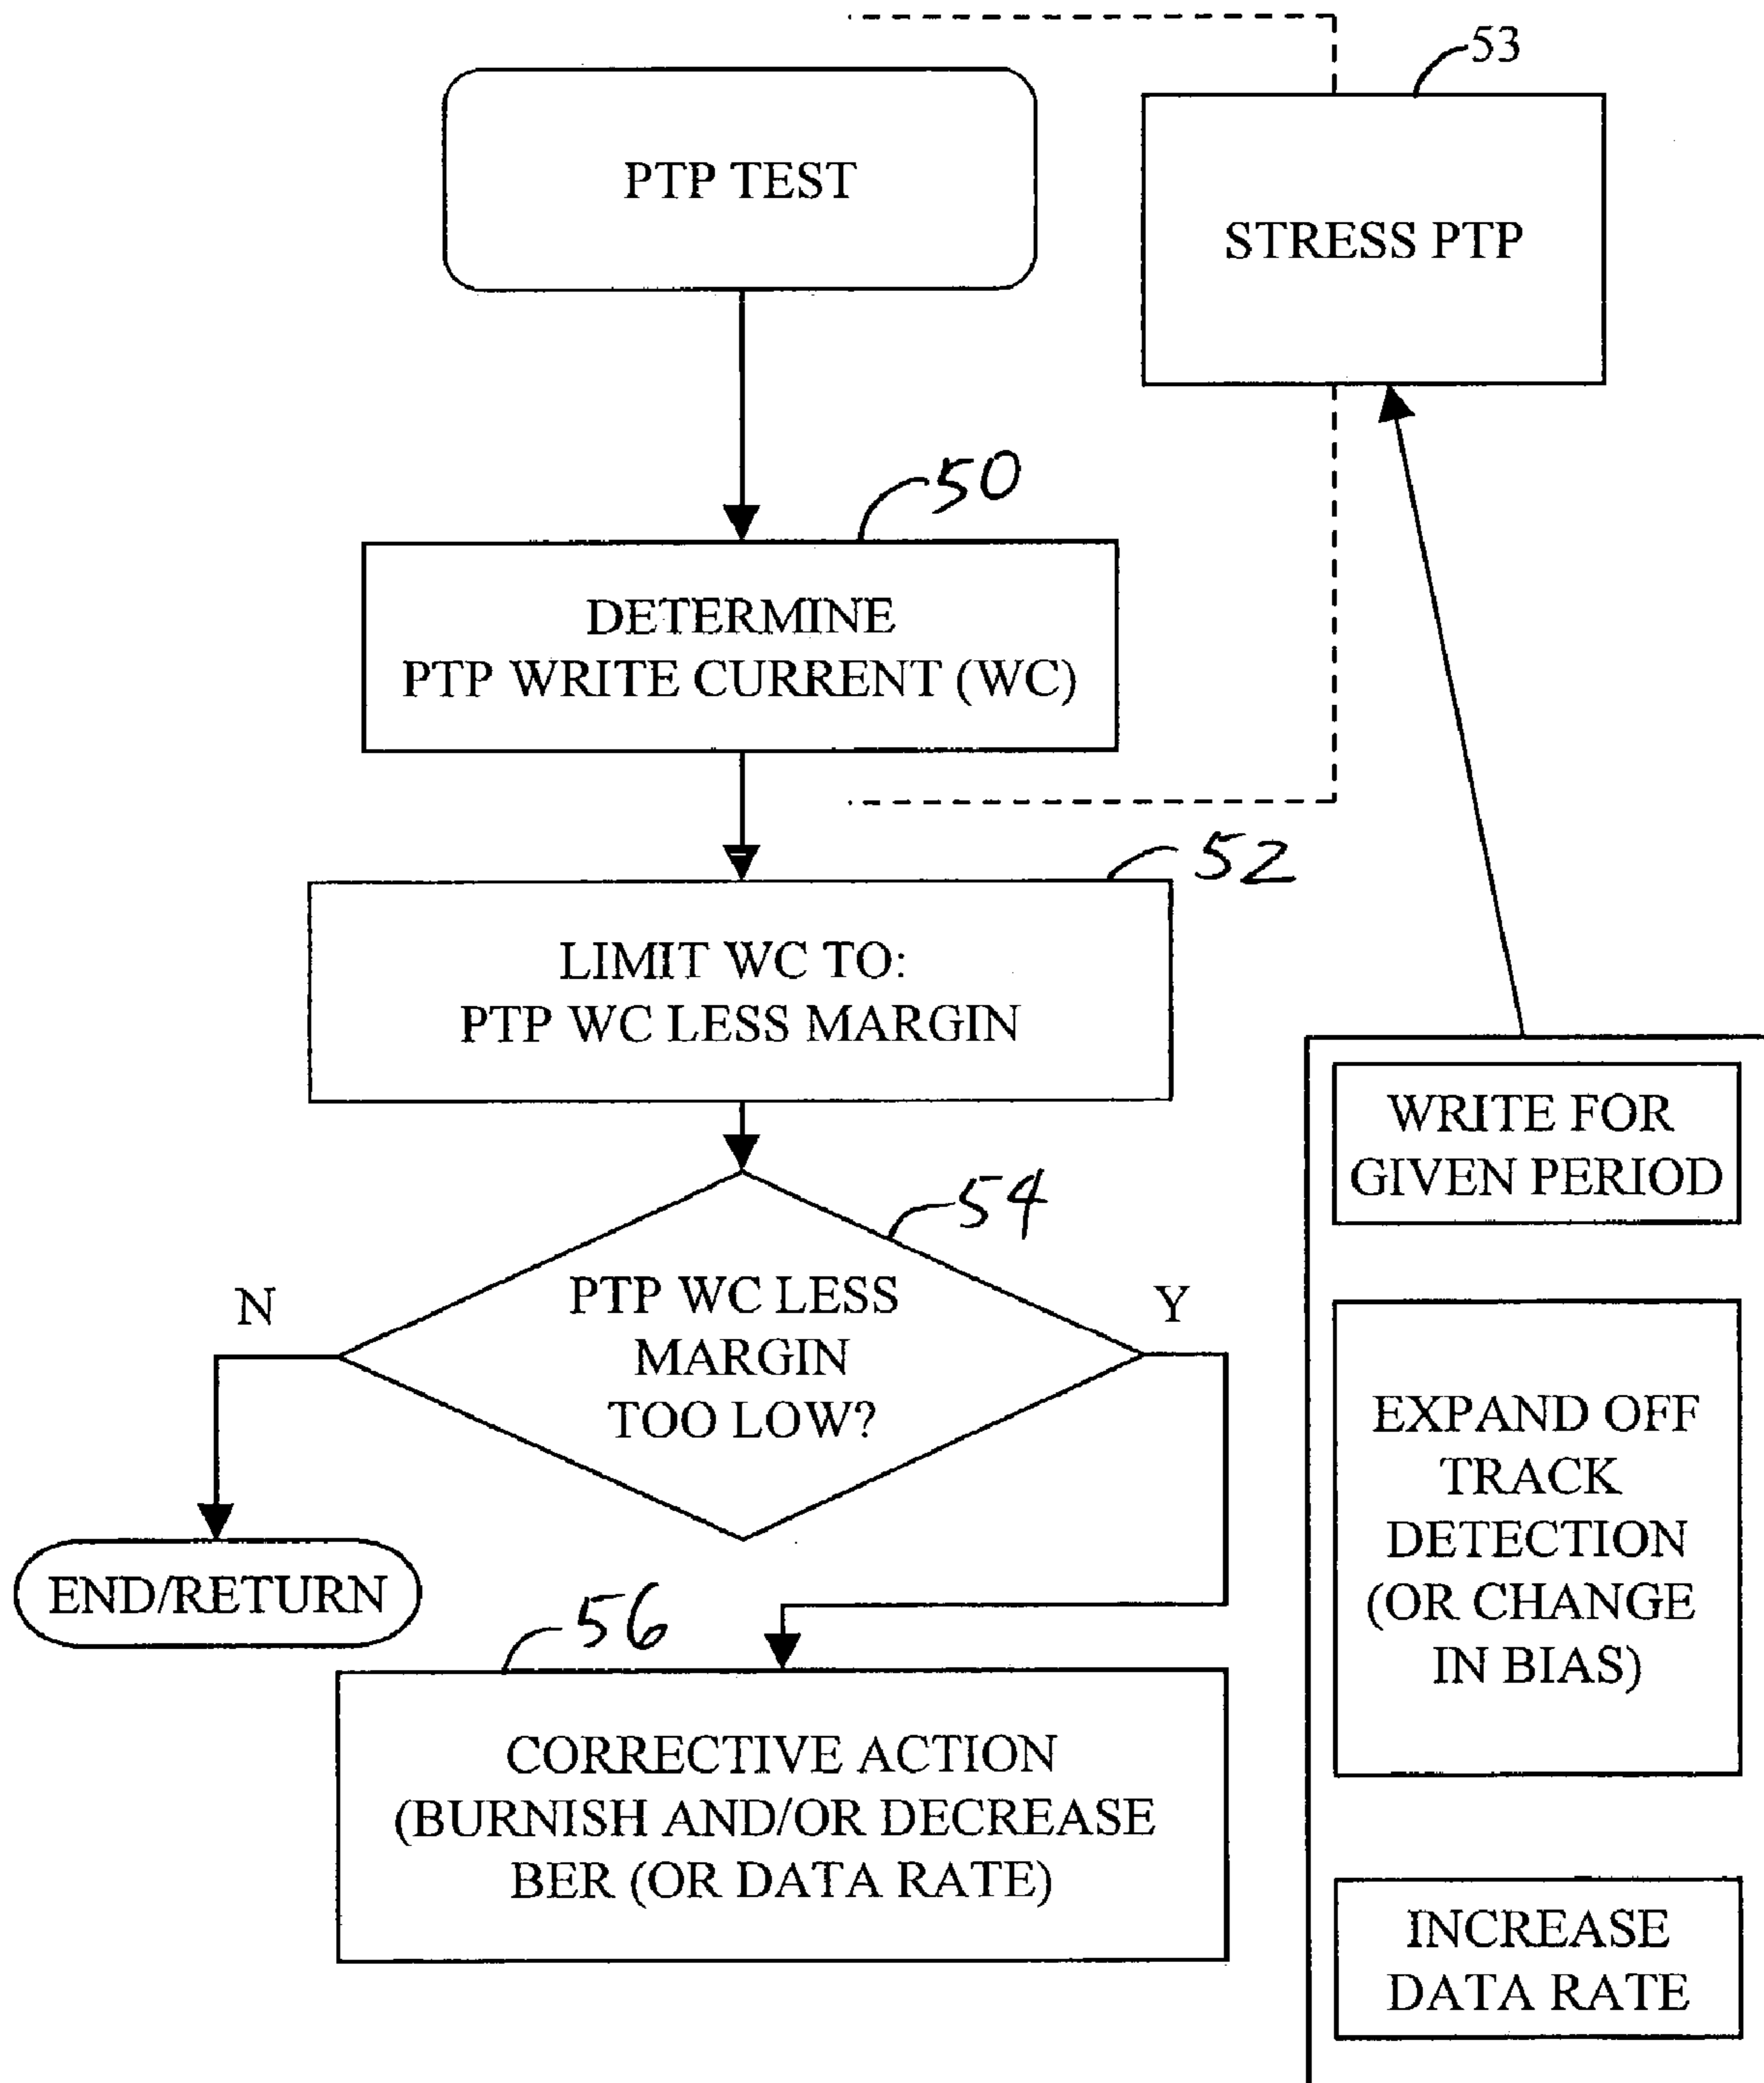 53
PTP TEST
STRESS PTP
50
DETERMINE
PTP WRITE CURRENT (WC)
52
LIMIT WC TO:
PTP WC LESS MARGIN
WRITE FOR
GIVEN PERIOD
54
N
PTP WC LESS
MARGIN
TOO LOW?
Y
EXPAND OFF
TRACK
DETECTION
(OR CHANGE
IN BIAS)
END/RETURN
56
CORRECTIVE ACTION
(BURNISH AND/OR DECREASE
BER (OR DATA RATE)
INCREASE
DATA RATE